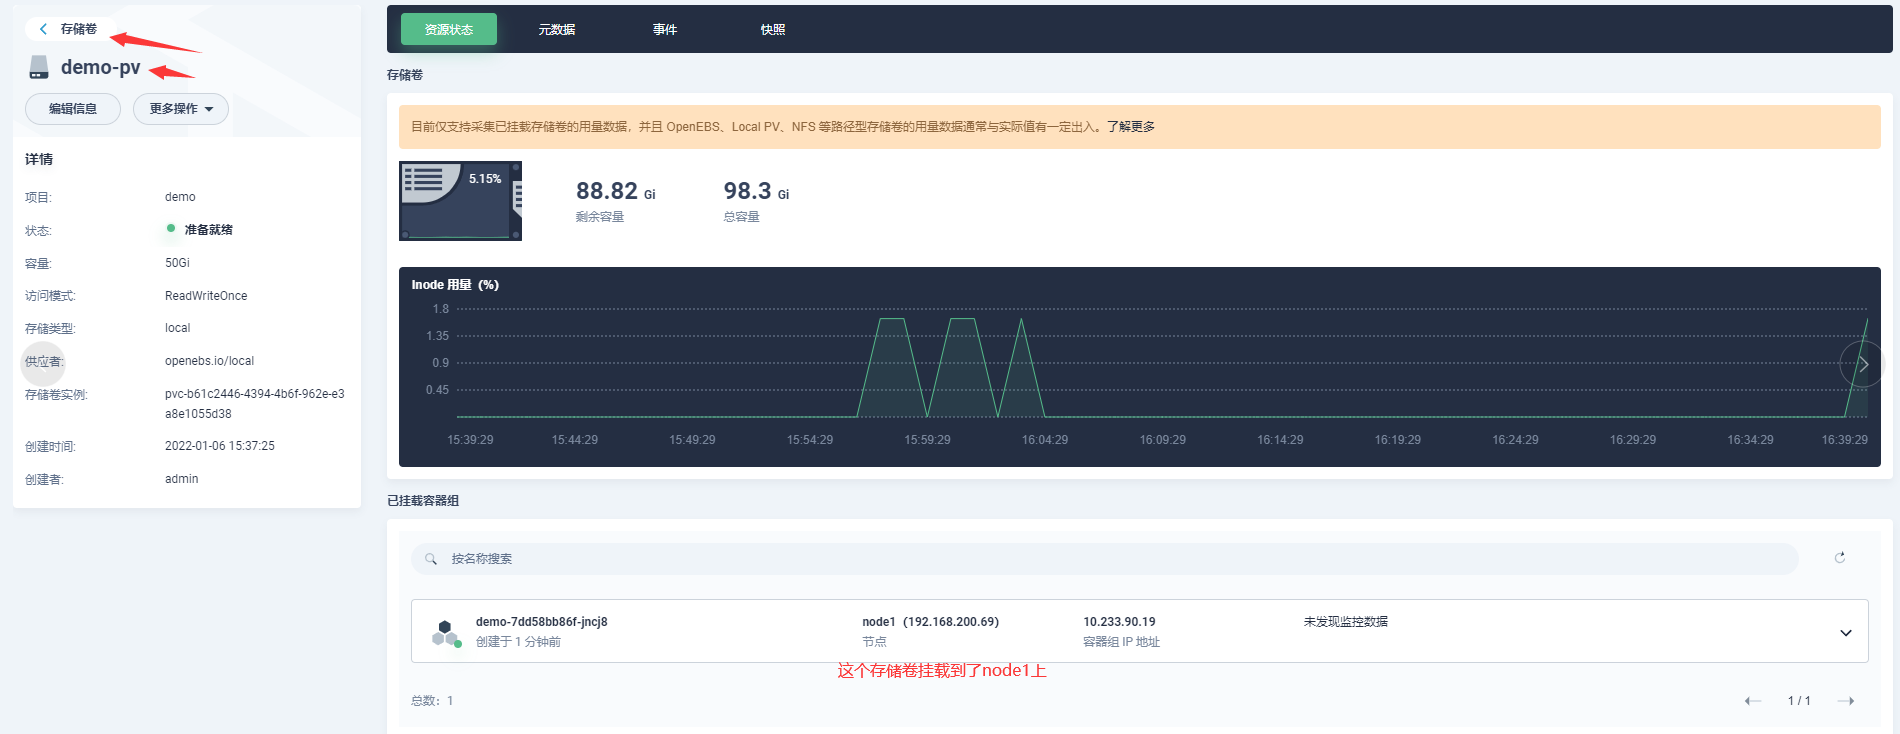 存储卷
demo-pv
编辑信息
更多操作
详情
项目:
demo
状态:
准备就绪
容量:
50Gi
访问模式:
ReadWriteOnce
存储类型:
local
供应者:
openebs.io/local
存储卷实例:
pvc-b61c2446-4394-4b6f-962e-e3
a8e1055d38
创建时间:
2022-01-06 15:37:25
创建者:
admin
资源状态
元数据
事件
快照
存储卷
目前仅支持采集已挂载存储卷的用量数据，并且 OpenEBS、Local PV、NFS 等路径型存储卷的用量数据通常与实际值有一定出入。了解更多
5.15%
88.82 Gi
剩余容量
98.3 Gi
总容量
Inode 用量（%）
1.8
1.35
0.9
0.45
15:39:29 15:44:29 15:49:29 15:54:29 15:59:29 16:04:29 16:09:29 16:14:29 16:19:29 16:24:29 16:29:29 16:34:29 16:39:29
已挂载容器组
按名称搜索
demo-7dd58bb86f-jncj8
创建于 1 分钟前
node1（192.168.200.69）
节点
10.233.90.19
容器组 IP 地址
未发现监控数据
这个存储卷挂载到了node1上
总数：1
1 / 1